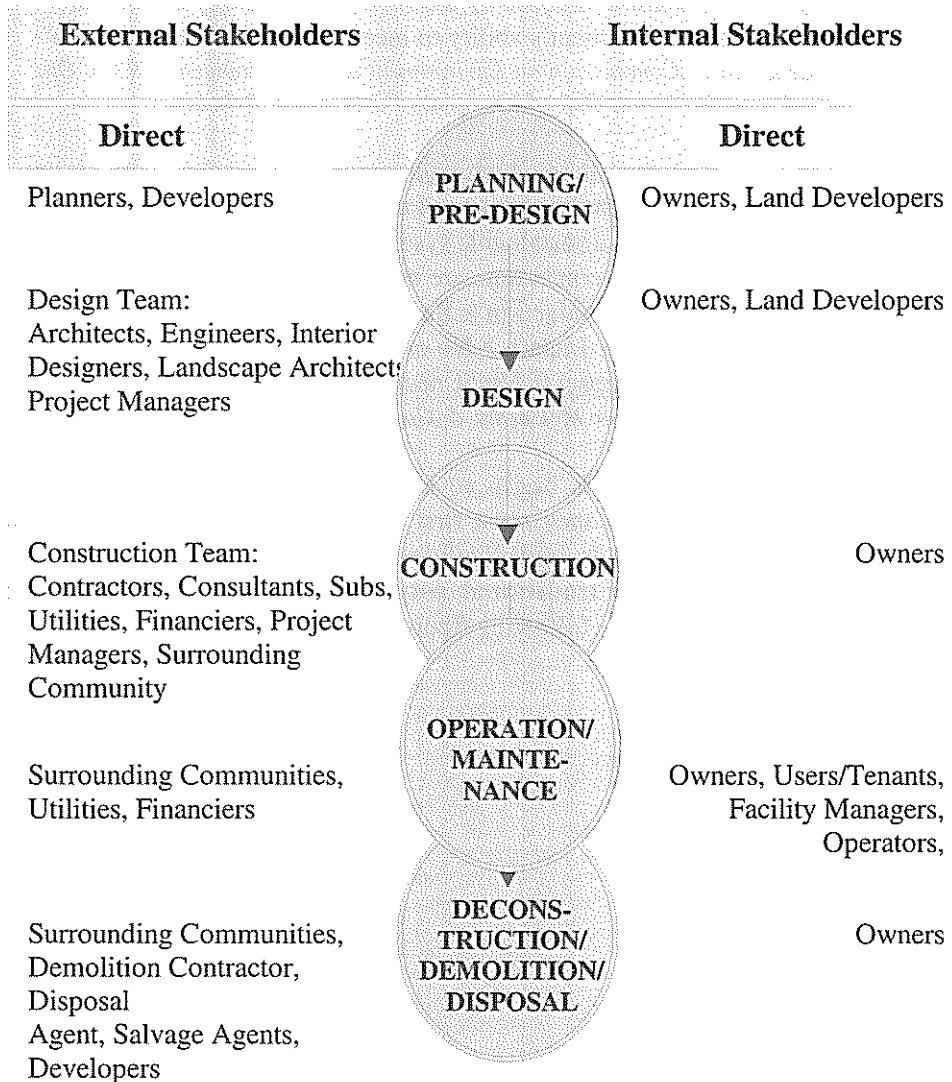 External Stakeholders
Internal Stakeholders
Direct
Direct
Planners, Developers
PLANNING/
PRE-DESIGN
Owners, Land Developers
Design Team:
Architects, Engineers, Interior
Designers, Landscape Architects
Project Managers
DESIGN
Owners, Land Developers
Construction Team:
Contractors, Consultants, Subs,
Utilities, Financiers, Project
Managers, Surrounding
Community
CONSTRUCTION
Owners
Surrounding Communities,
Utilities, Financiers
OPERATION/
MAINTE-
NANCE
Owners, Users/Tenants,
Facility Managers,
Operators,
Surrounding Communities,
Demolition Contractor,
Disposal
Agent, Salvage Agents,
Developers
DECONS-
TRUCTION/
DEMOLITION/
DISPOSAL
Owners